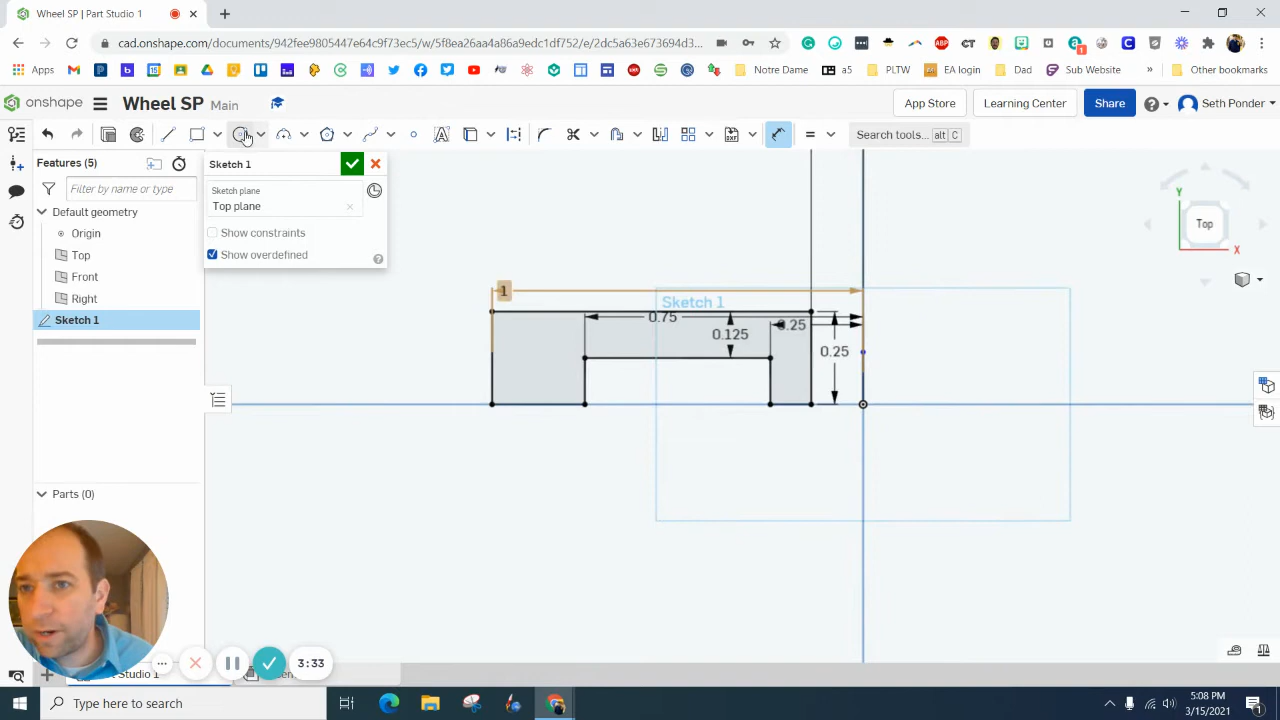 Wheel SP | Part Studio 1
cad.onshape.com/documents/042fee9006447e64c9f73ec5/w/5f8ea26aa4a86a9edc1df752/e/2dc5a63e673694d3...
Apps
Notre Dame
a5
PLTW
EA login
Dad
Sub Website
Other bookmarks
onshape
Wheel SP Main
App Store
Learning Center
Share
Seth Ponder
Search tools... alt C
Features (5)
Filter by name or type
Default geometry
Origin
Top
Front
Right
Sketch 1
Parts (0)
Sketch 1
Sketch plane
Top plane
Show constraints
Show overdefined
1
Sketch 1
0.75
0.25
0.125
0.25
Y
Top
X
3:33
Type here to search
5:08 PM
3/15/2021